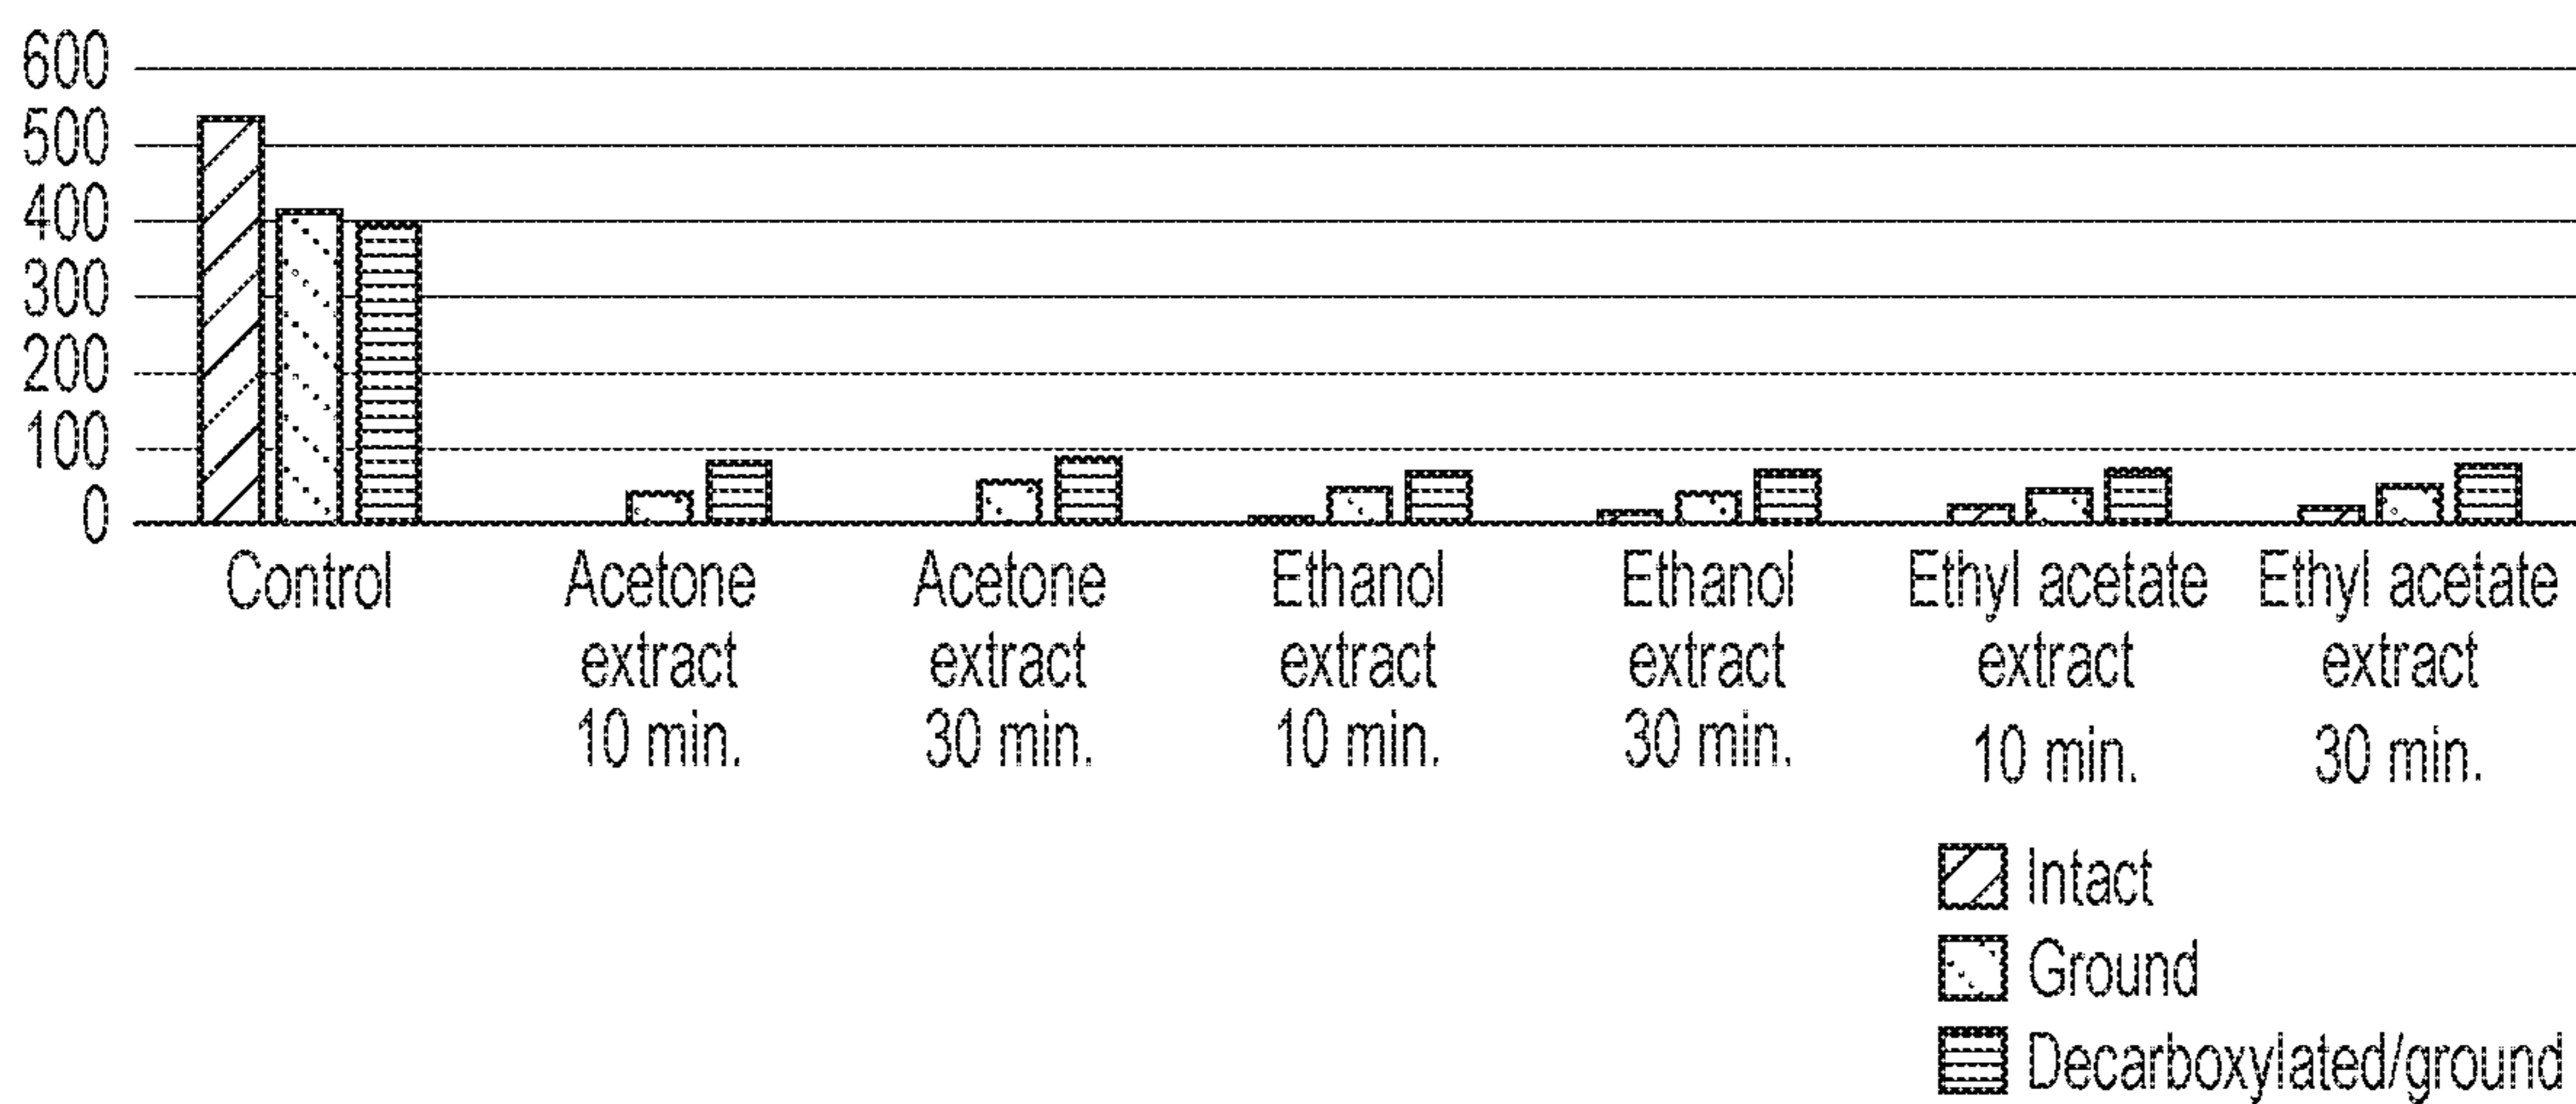 600
500
400
300
200
100
0
Control
Acetone
extract
10 min.
Acetone
extract
30 min.
Ethanol
extract
10 min.
Ethanol
extract
30 min.
Ethyl acetate
extract
10 min.
Ethyl acetate
extract
30 min.
Intact
Ground
Decarboxylated/ground